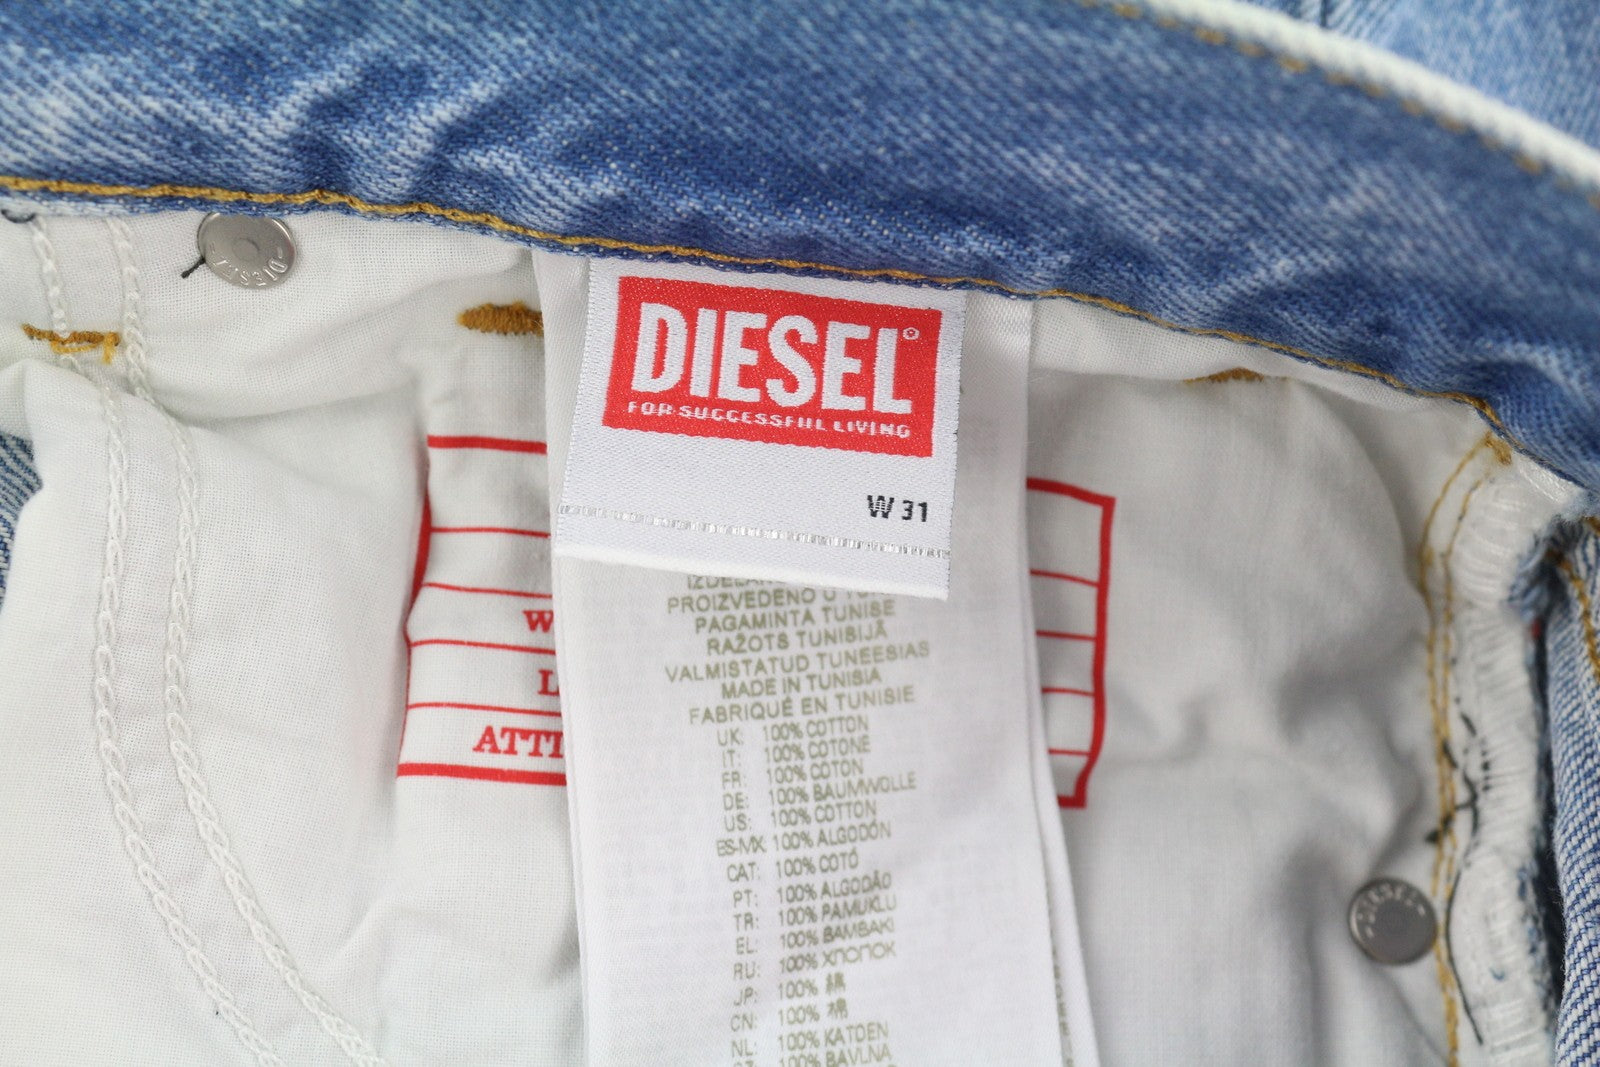 DIESEL
DIESEL®
FOR SUCCESSFUL LIVING
W 31
PROIZVEDENO U
PAGAMINTA TUNISE
RAŽOTS TUNISIJĀ
VALMISTATUD TUNEESIAS
MADE IN TUNISIA
FABRIQUÉ EN TUNISIE
UK: 100% COTTON
IT: 100% COTONE
FR: 100% COTON
DE: 100% BAUMWOLLE
US: 100% COTTON
ES-MX: 100% ALGODÓN
CAT: 100% COTÓ
PT: 100% ALGODÃO
TR: 100% PAMUKLU
EL: 100% BAMBAKI
RU: 100% ХЛОПОК
JP: 100% 綿
CN: 100% 棉
NL: 100% KATOEN
100% BAVLNA
W
L
ATTI
DIESEL